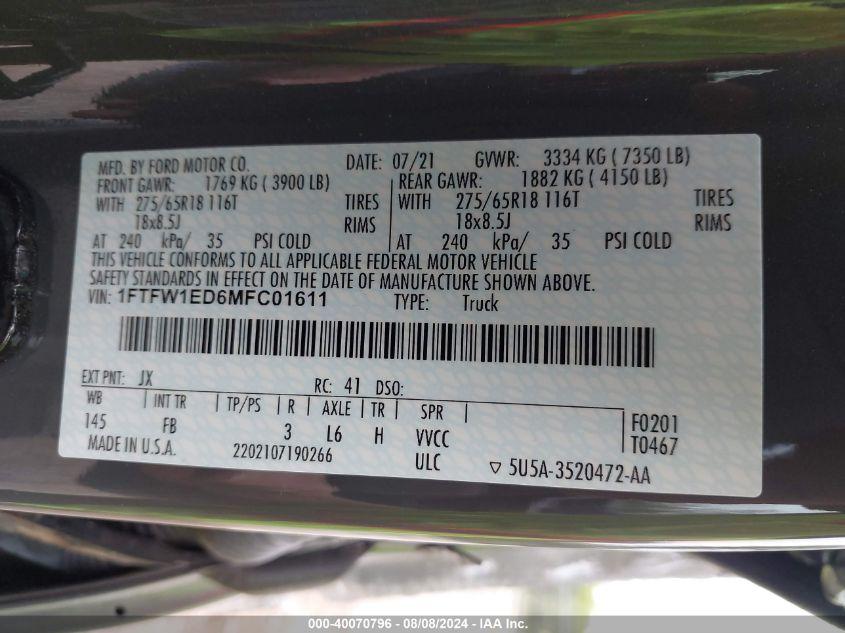 MFD. BY FORD MOTOR CO. DATE: 07/21 GVWR: 3334 KG ( 7350 LB)
FRONT GAWR: 1769 KG ( 3900 LB) REAR GAWR: 1882 KG ( 4150 LB)
WITH 275/65R18 116T TIRES WITH 275/65R18 116T TIRES
18x8.5J RIMS 18x8.5J RIMS
AT 240 kPa/ 35 PSI COLD AT 240 kPa/ 35 PSI COLD
THIS VEHICLE CONFORMS TO ALL APPLICABLE FEDERAL MOTOR VEHICLE
SAFETY STANDARDS IN EFFECT ON THE DATE OF MANUFACTURE SHOWN ABOVE.
VIN: 1FTFW1ED6MFC01611 TYPE: Truck
EXT PNT: JX RC: 41 DSO:
WB INT TR TP/PS R AXLE TR SPR F0201
145 FB 3 L6 H VVCC T0467
MADE IN U.S.A. 2202107190266 ULC ▽ 5U5A-3520472-AA
000-40070796 - 08/08/2024 - IAA Inc.